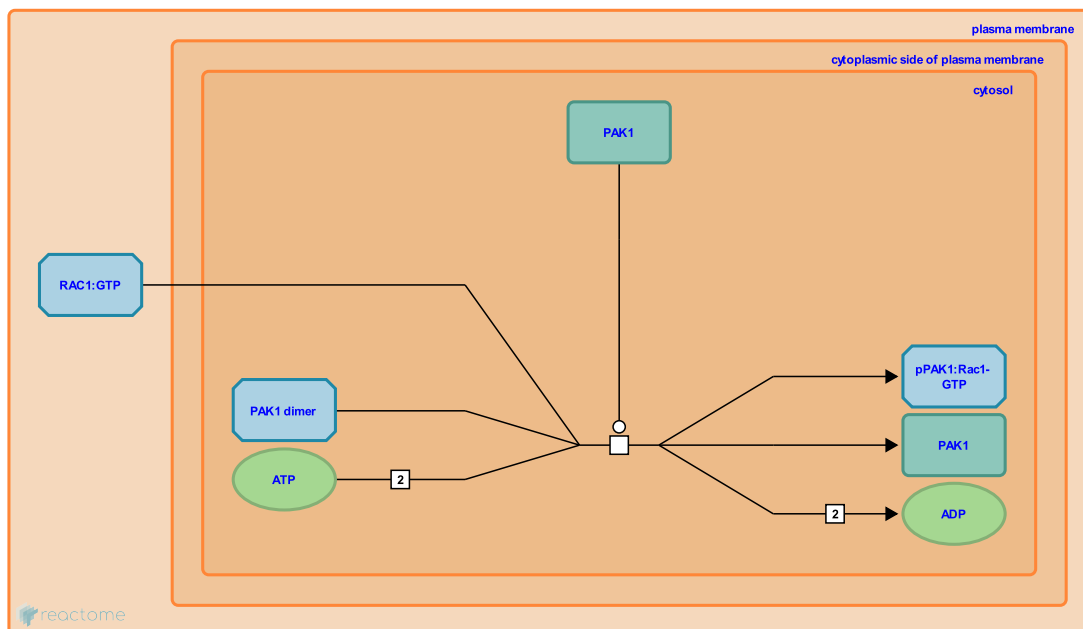 plasma membrane
cytoplasmic side of plasma membrane
cytosol
PAK1
RAC1:GTP
pPAK1:Rac1-
GTP
PAK1 dimer
PAK1
ATP
2
2
ADP
reactome